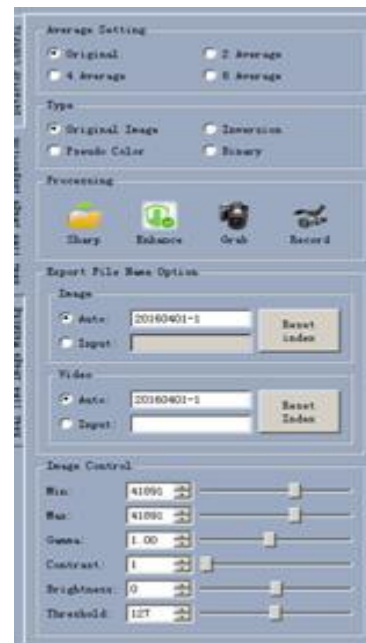 Average Setting
Original 2 Average
4 Average 8 Average
Type
Original Image Inversion
Pseudo Color Binary
Processing
Sharp Enhance Grab Record
Export File Name Option
Image
Auto: 20160401-1
Input:
Reset
index
Video
Auto: 20160401-1
Input:
Reset
Index
Image Control
Min: 41091
Max: 41091
Gamma: 1.00
Contrast: 1
Brightness: 0
Threshold: 127